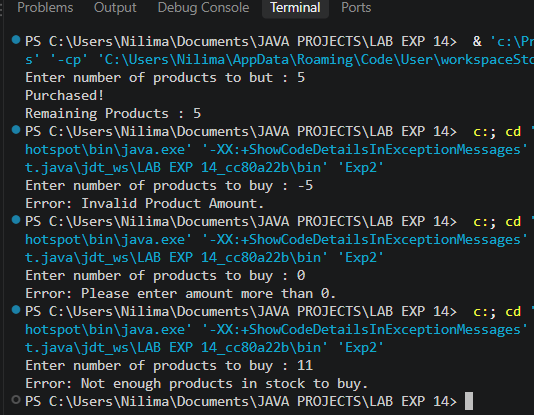 Problems Output Debug Console Terminal Ports
PS C:\Users\Nilima\Documents\JAVA PROJECTS\LAB EXP 14> & 'c:\Pr
s' '-cp' 'C:\Users\Nilima\AppData\Roaming\Code\User\workspaceSto
Enter number of products to but : 5
Purchased!
Remaining Products : 5
PS C:\Users\Nilima\Documents\JAVA PROJECTS\LAB EXP 14> c:; cd '
hotspot\bin\java.exe' '-XX:+ShowCodeDetailsInExceptionMessages'
t.java\jdt_ws\LAB EXP 14_cc80a22b\bin' 'Exp2'
Enter number of products to buy : -5
Error: Invalid Product Amount.
PS C:\Users\Nilima\Documents\JAVA PROJECTS\LAB EXP 14> c:; cd '
hotspot\bin\java.exe' '-XX:+ShowCodeDetailsInExceptionMessages'
t.java\jdt_ws\LAB EXP 14_cc80a22b\bin' 'Exp2'
Enter number of products to buy : 0
Error: Please enter amount more than 0.
PS C:\Users\Nilima\Documents\JAVA PROJECTS\LAB EXP 14> c:; cd '
hotspot\bin\java.exe' '-XX:+ShowCodeDetailsInExceptionMessages'
t.java\jdt_ws\LAB EXP 14_cc80a22b\bin' 'Exp2'
Enter number of products to buy : 11
Error: Not enough products in stock to buy.
PS C:\Users\Nilima\Documents\JAVA PROJECTS\LAB EXP 14>